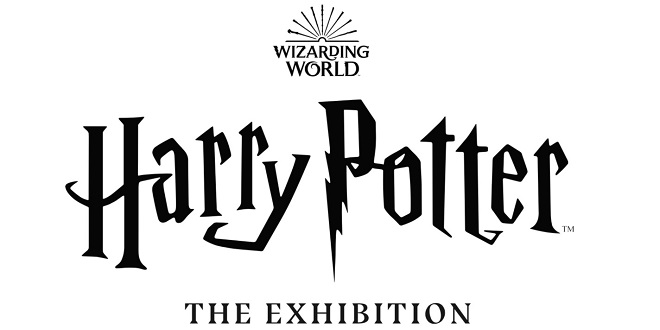 WIZARDING
WORLD
Harry Potter™
THE EXHIBITION